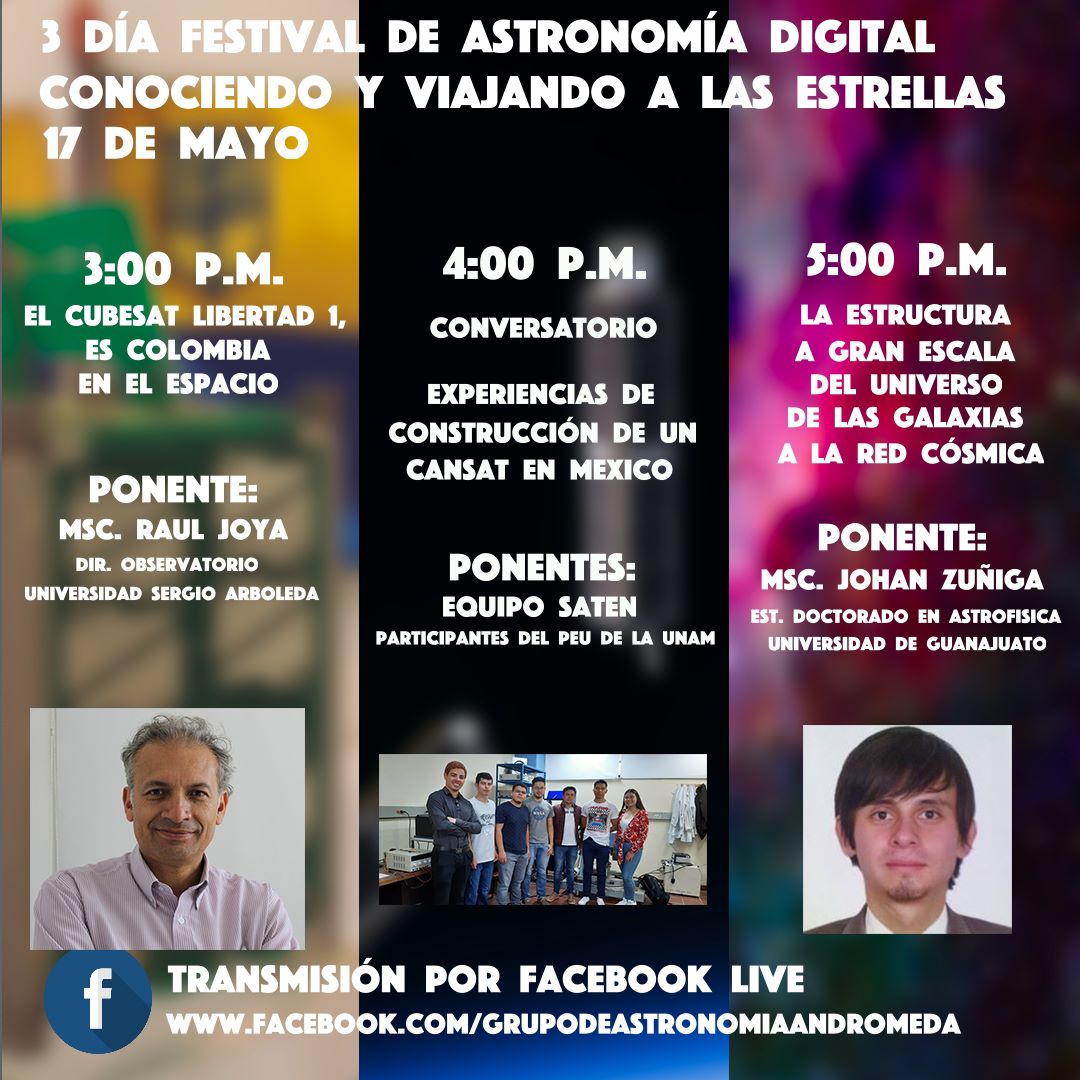 3 DÍA FESTIVAL DE ASTRONOMÍA DIGITAL
CONOCIENDO Y VIAJANDO A LAS ESTRELLAS
17 DE MAYO
3:00 P.M.
EL CUBESAT LIBERTAD 1,
ES COLOMBIA
EN EL ESPACIO
PONENTE:
MSC. RAUL JOYA
DIR. OBSERVATORIO
UNIVERSIDAD SERGIO ARBOLEDA
4:00 P.M.
CONVERSATORIO
EXPERIENCIAS DE
CONSTRUCCIÓN DE UN
CANSAT EN MEXICO
PONENTES:
EQUIPO SATEN
PARTICIPANTES DEL PEU DE LA UNAM
5:00 P.M.
LA ESTRUCTURA
A GRAN ESCALA
DEL UNIVERSO
DE LAS GALAXIAS
A LA RED CÓSMICA
PONENTE:
MSC. JOHAN ZUÑIGA
EST. DOCTORADO EN ASTROFISICA
UNIVERSIDAD DE GUANAJUATO
f
TRANSMISIÓN POR FACEBOOK LIVE
WWW.FACEBOOK.COM/GRUPODEASTRONOMIAANDROMEDA